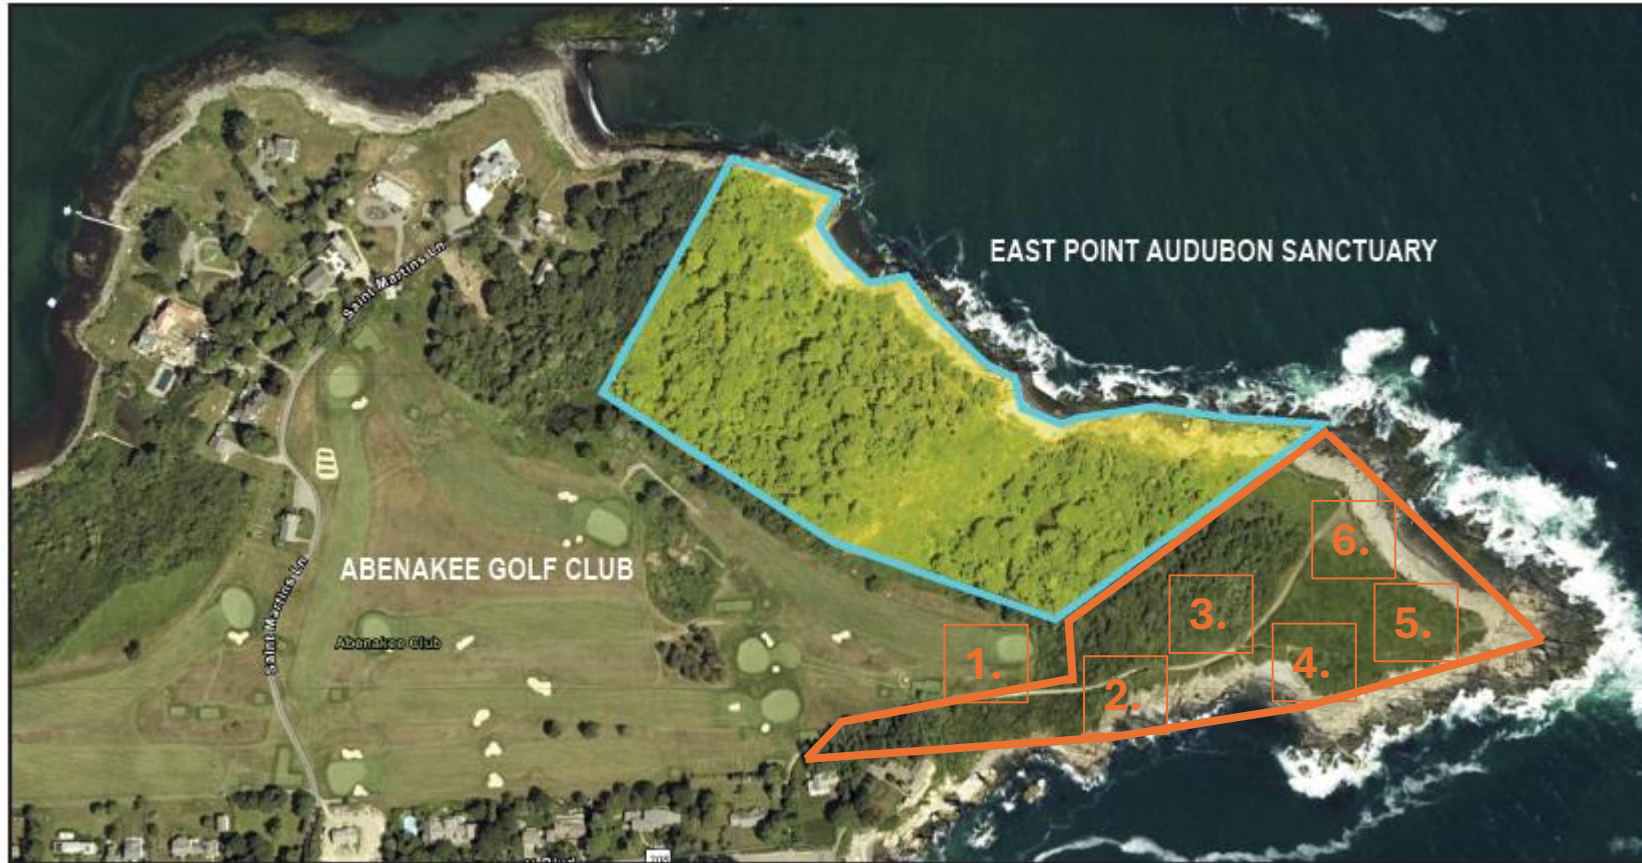 Saint Martins Ln
EAST POINT AUDUBON SANCTUARY
ABENAKEE GOLF CLUB
6.
Saint Martins Ln
3.
5.
Abenakee Club
1.
4.
2.
208